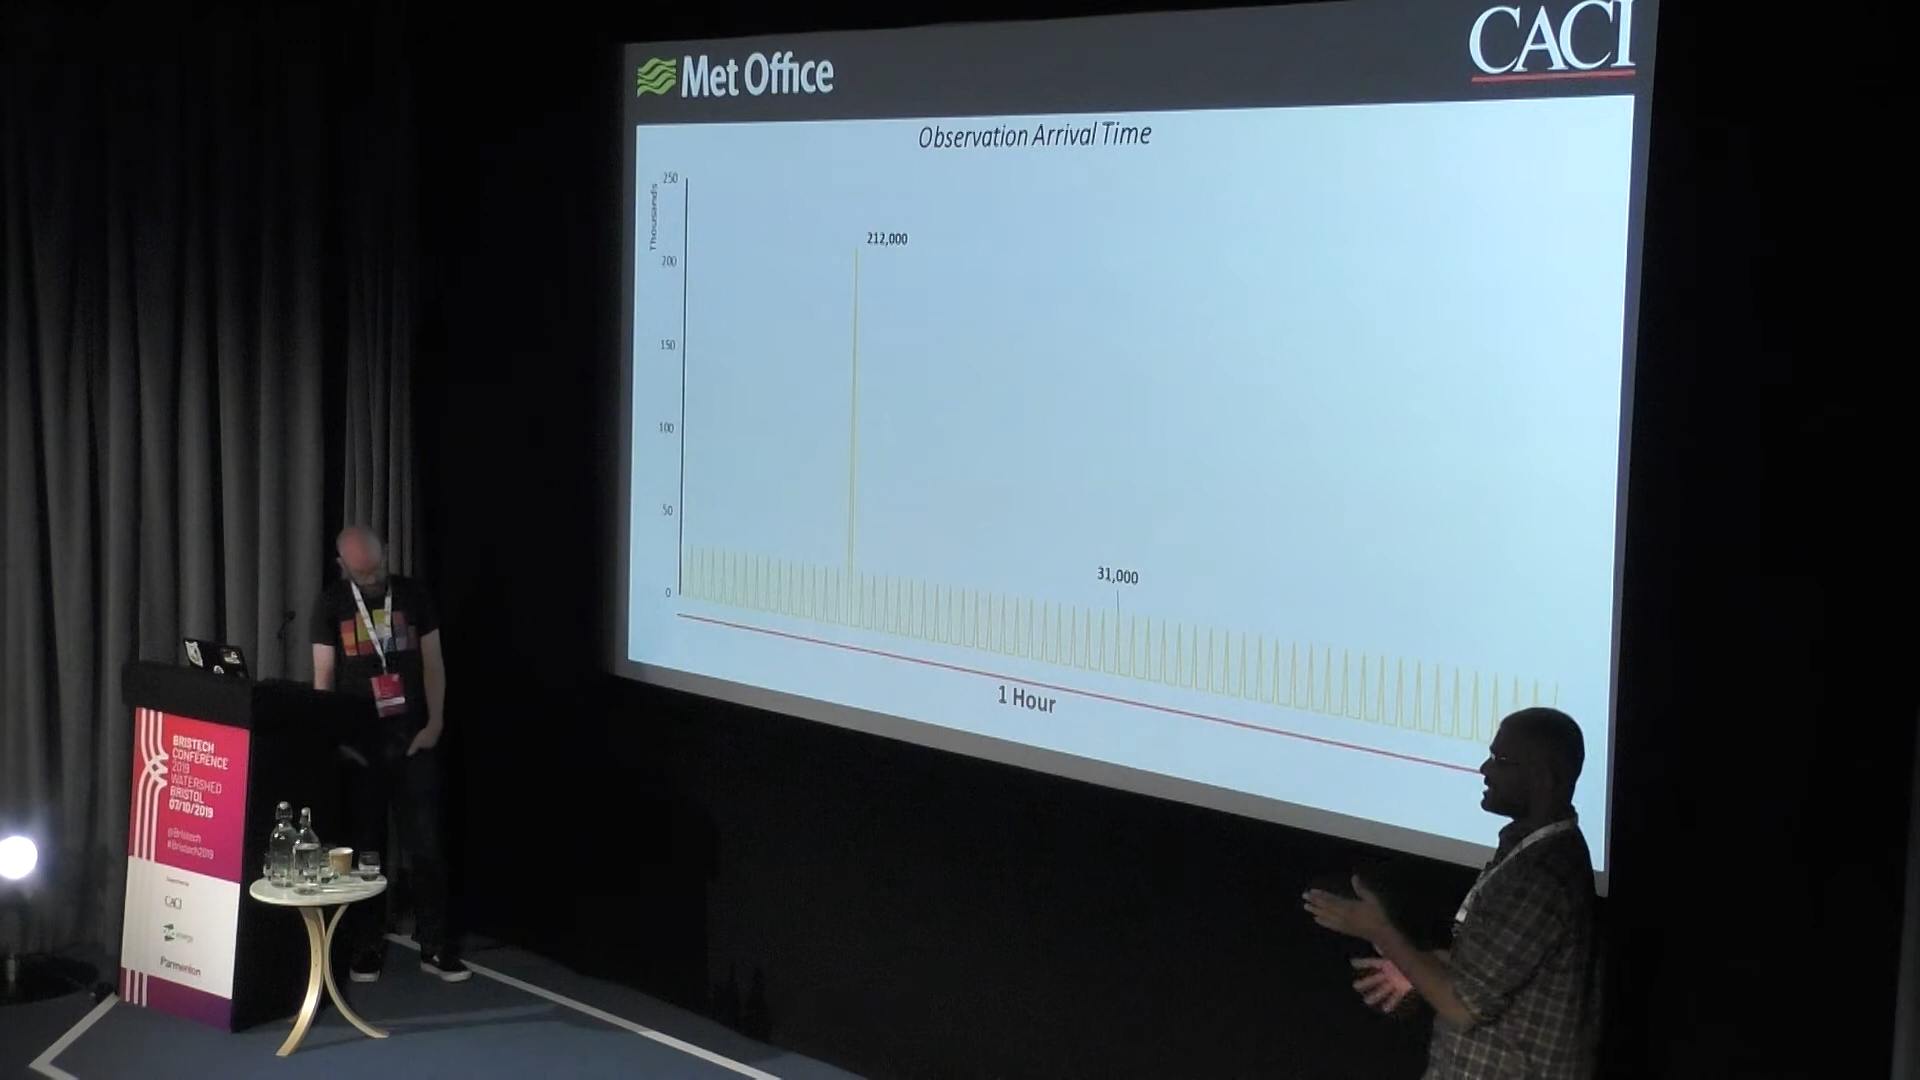 Met Office
CACI
Observation Arrival Time
Thousands
250
200
150
100
50
0
212,000
31,000
1 Hour
BRISTECH
CONFERENCE
2019
WATERSHED
BRISTOL
07/10/2019
@Bristech
#Bristech2019
CACI
energy
Parmenion